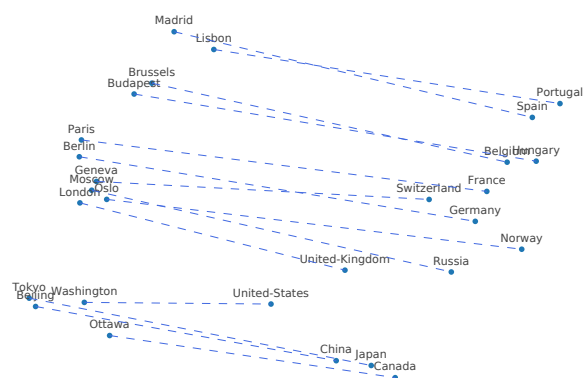 Madrid
Lisbon
Brussels
Budapest
Portugal
Spain
Paris
Berlin
Belgium
Hungary
Geneva
Moscow
Oslo
London
Switzerland
France
Germany
Norway
United-Kingdom
Russia
Tokyo
Beijing
Washington
United-States
Ottawa
China
Japan
Canada